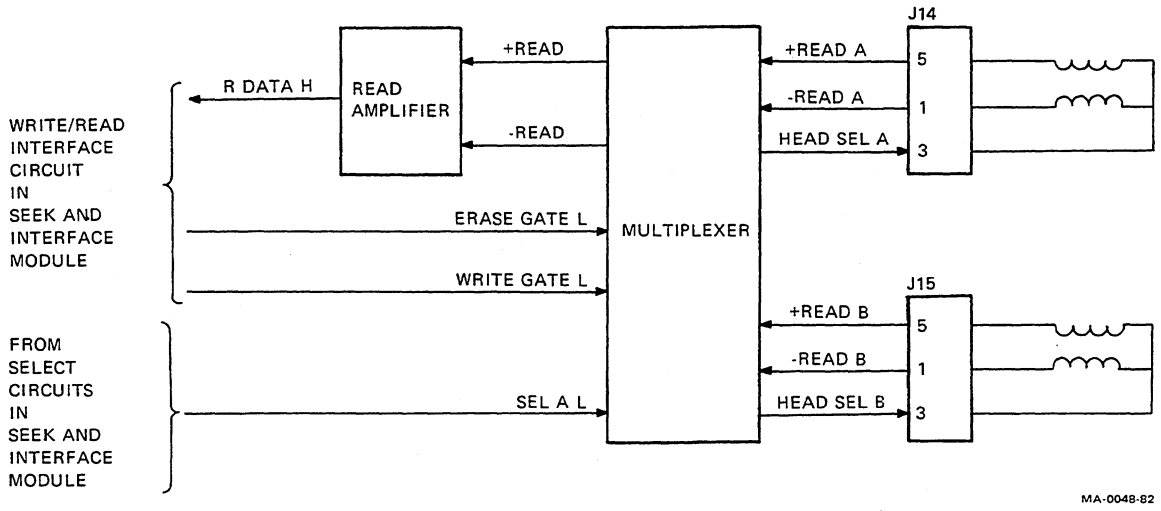 J14
+READ
+READ A
5
R DATA H
READ
AMPLIFIER
-READ A
1
WRITE/READ
INTERFACE
CIRCUIT
IN
SEEK AND
INTERFACE
MODULE
-READ
HEAD SEL A
3
ERASE GATE L
MULTIPLEXER
WRITE GATE L
J15
+READ B
5
FROM
SELECT
CIRCUITS
IN
SEEK AND
INTERFACE
MODULE
-READ B
1
SEL A L
HEAD SEL B
3
MA-0048-82